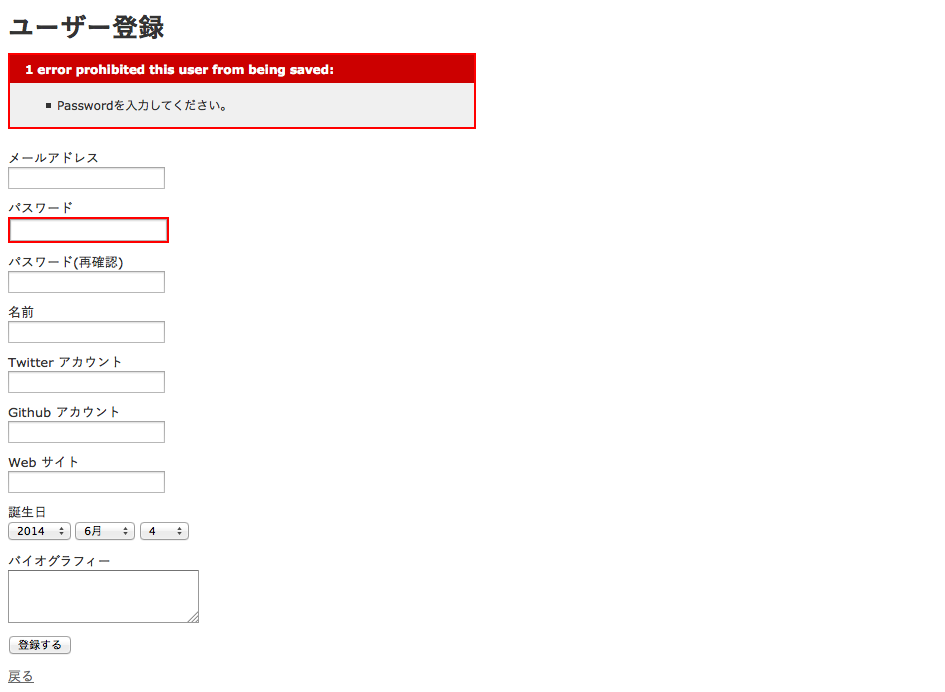 ユーザー登録
1 error prohibited this user from being saved:
Passwordを入力してください。
メールアドレス
パスワード
パスワード(再確認)
名前
Twitter アカウント
Github アカウント
Web サイト
誕生日
2014 6月 4
バイオグラフィー
登録する
戻る